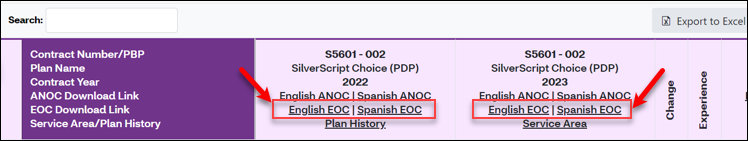 Search:
Export to Excel
Contract Number/PBP
Plan Name
Contract Year
ANOC Download Link
EOC Download Link
Service Area/Plan History
S5601 - 002
SilverScript Choice (PDP)
2022
English ANOC | Spanish ANOC
English EOC | Spanish EOC
Plan History
S5601 - 002
SilverScript Choice (PDP)
2023
English ANOC | Spanish ANOC
English EOC | Spanish EOC
Service Area
Change
Experience